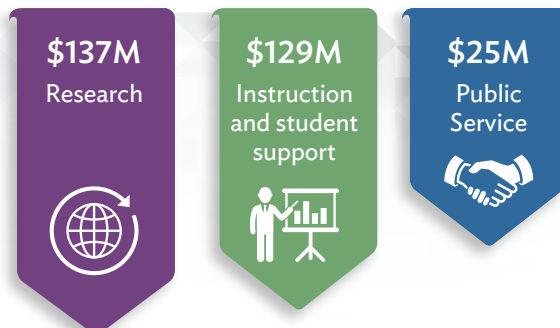 $137M
Research
$129M
Instruction
and student
support
$25M
Public
Service